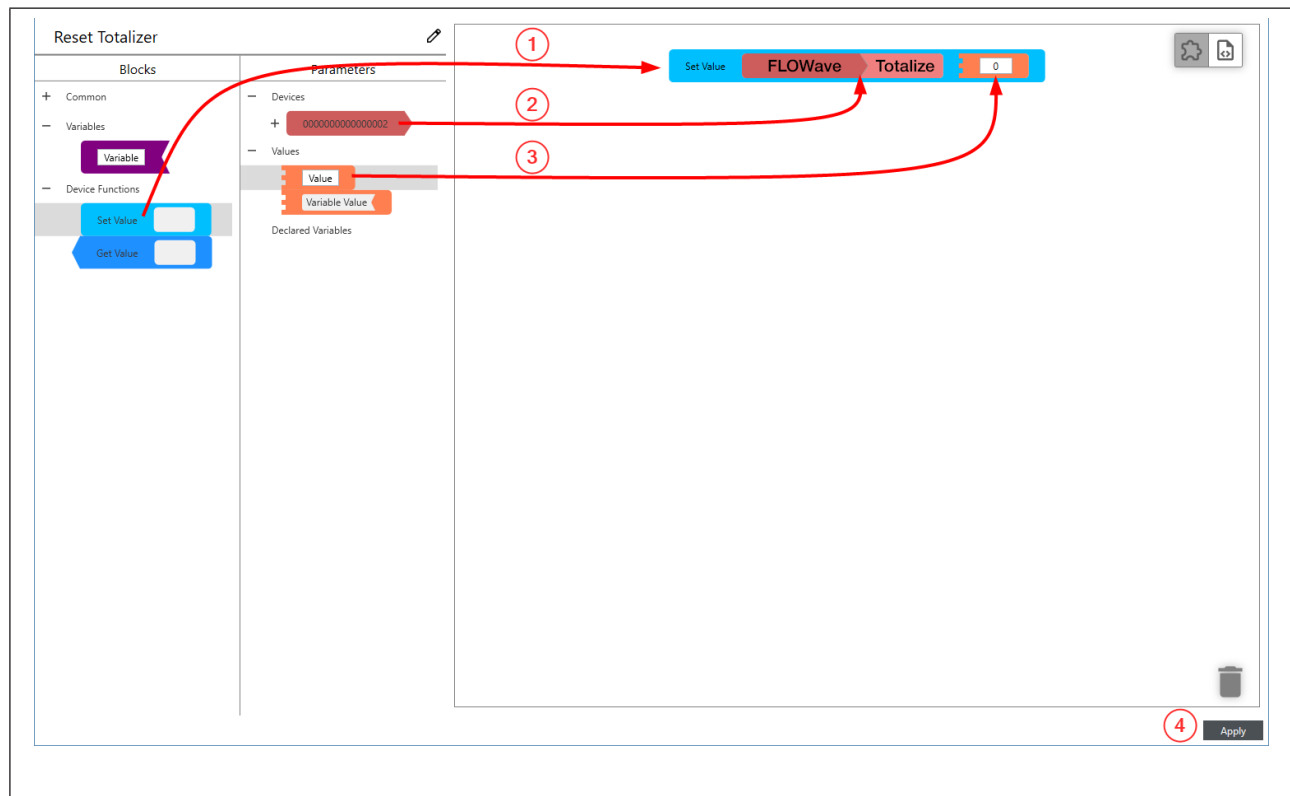 Reset Totalizer
Blocks
Parameters
+ Common
− Variables
Variable
− Device Functions
Set Value
Get Value
− Devices
+ 0000000000000002
− Values
Value
Variable Value
Declared Variables
1
2
3
Set Value FLOWave Totalize 0
4
Apply